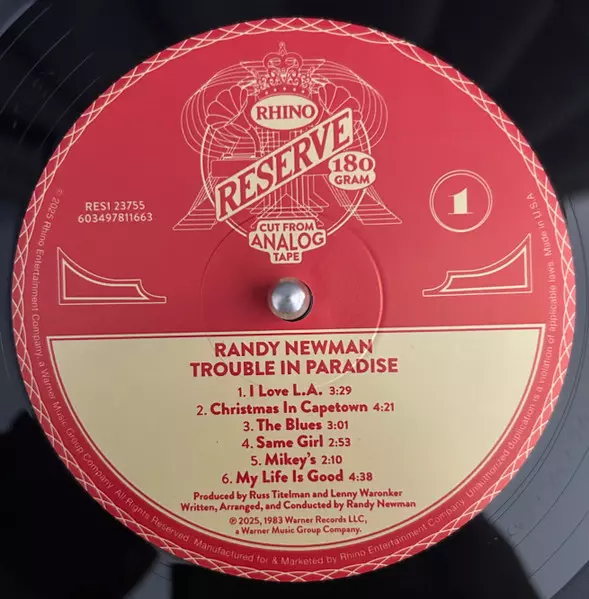 RHINO
RESERVE
180
GRAM
CUT FROM
ANALOG
TAPE
RES1 23755
603497811663
1
RANDY NEWMAN
TROUBLE IN PARADISE
1. I Love L.A. 3:29
2. Christmas In Capetown 4:21
3. The Blues 3:01
4. Same Girl 2:53
5. Mikey's 2:10
6. My Life Is Good 4:38
Produced by Russ Titelman and Lenny Waronker
Written, Arranged, and Conducted by Randy Newman
℗ 2025, 1983 Warner Records LLC,
a Warner Music Group Company.
© 2025 Rhino Entertainment Company, a Warner Music Group Company. All Rights Reserved. Manufactured for & Marketed by Rhino Entertainment Company. Unauthorized duplication is a violation of applicable laws. Made in U.S.A.